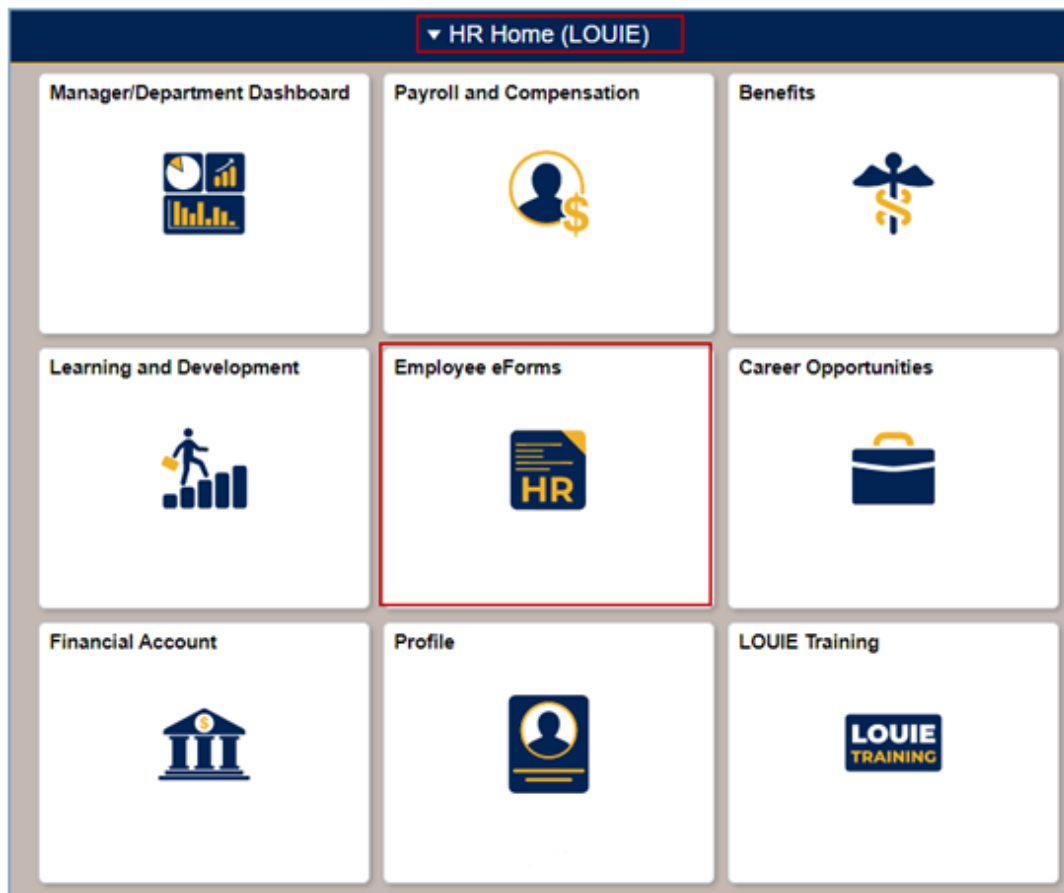 HR Home (LOUIE)
Manager/Department Dashboard
Payroll and Compensation
$
Benefits
Learning and Development
Employee eForms
HR
Career Opportunities
Financial Account
$
Profile
LOUIE Training
LOUIE
TRAINING